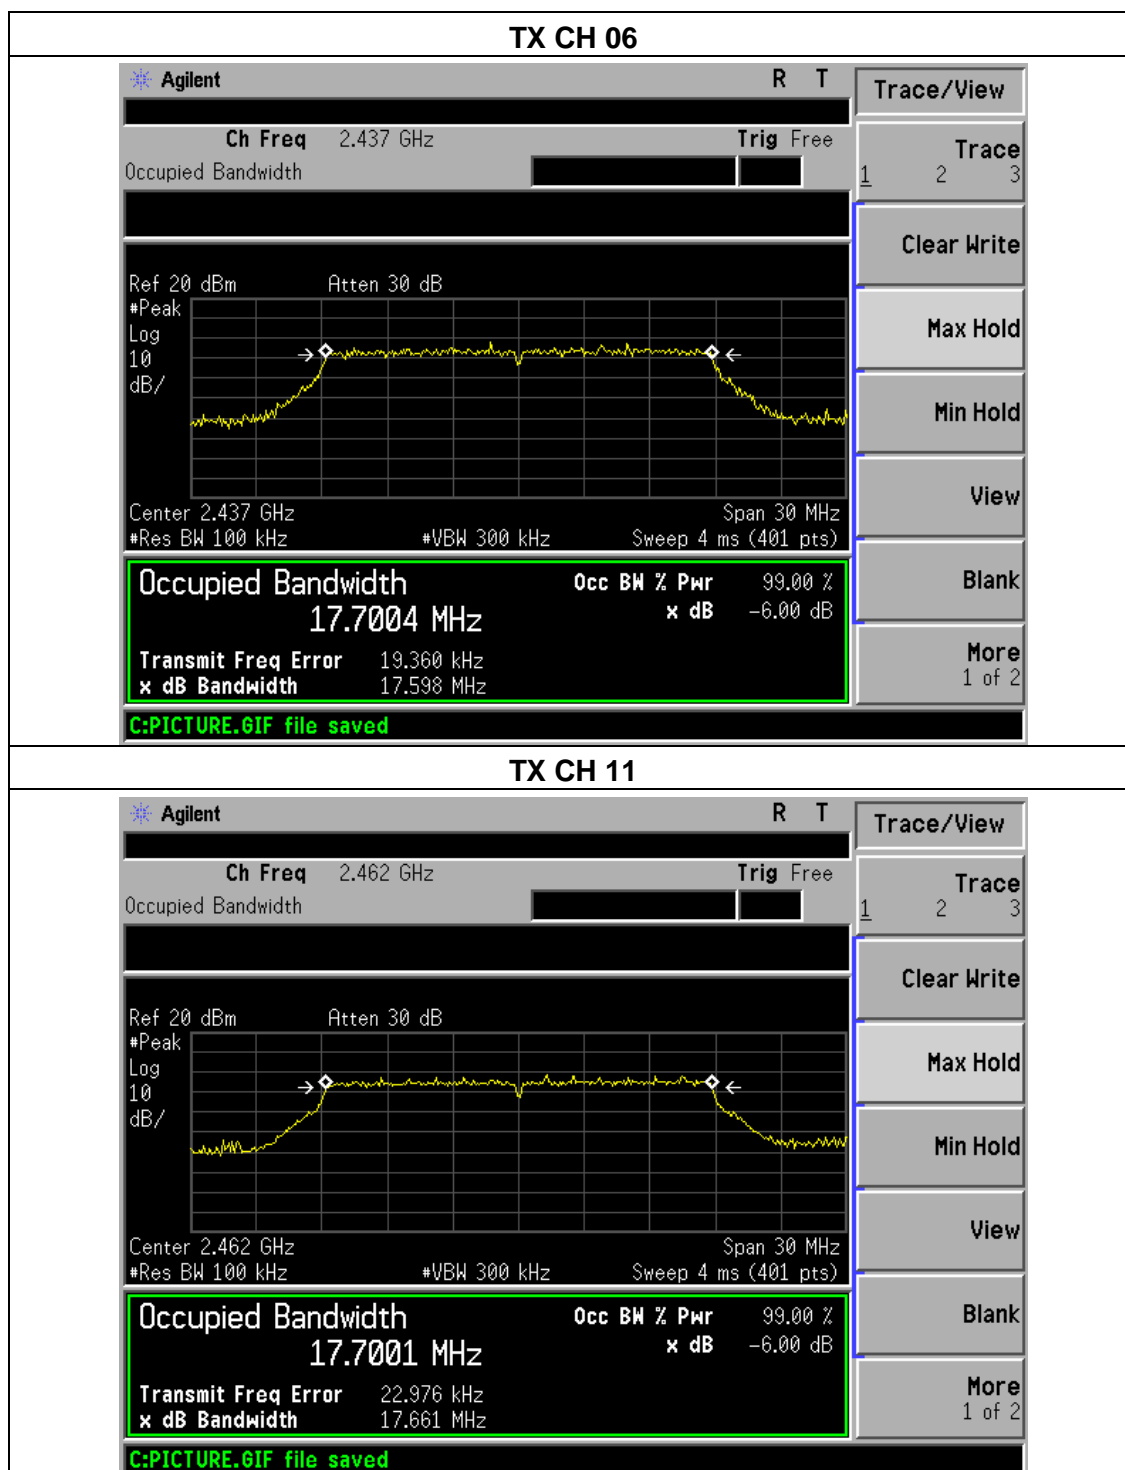 TX CH 06
Agilent R T
Trace/View
Ch Freq 2.437 GHz Trig Free
Occupied Bandwidth
Trace
1 2 3
Clear Write
Ref 20 dBm Atten 30 dB
#Peak
Log
10
dB/
Max Hold
Min Hold
View
Center 2.437 GHz Span 30 MHz
#Res BW 100 kHz #VBW 300 kHz Sweep 4 ms (401 pts)
Occupied Bandwidth Occ BW % Pwr 99.00 %
17.7004 MHz x dB -6.00 dB
Blank
Transmit Freq Error 19.360 kHz
x dB Bandwidth 17.598 MHz
More
1 of 2
C:PICTURE.GIF file saved
TX CH 11
Agilent R T
Trace/View
Ch Freq 2.462 GHz Trig Free
Occupied Bandwidth
Trace
1 2 3
Clear Write
Ref 20 dBm Atten 30 dB
#Peak
Log
10
dB/
Max Hold
Min Hold
View
Center 2.462 GHz Span 30 MHz
#Res BW 100 kHz #VBW 300 kHz Sweep 4 ms (401 pts)
Occupied Bandwidth Occ BW % Pwr 99.00 %
17.7001 MHz x dB -6.00 dB
Blank
Transmit Freq Error 22.976 kHz
x dB Bandwidth 17.661 MHz
More
1 of 2
C:PICTURE.GIF file saved